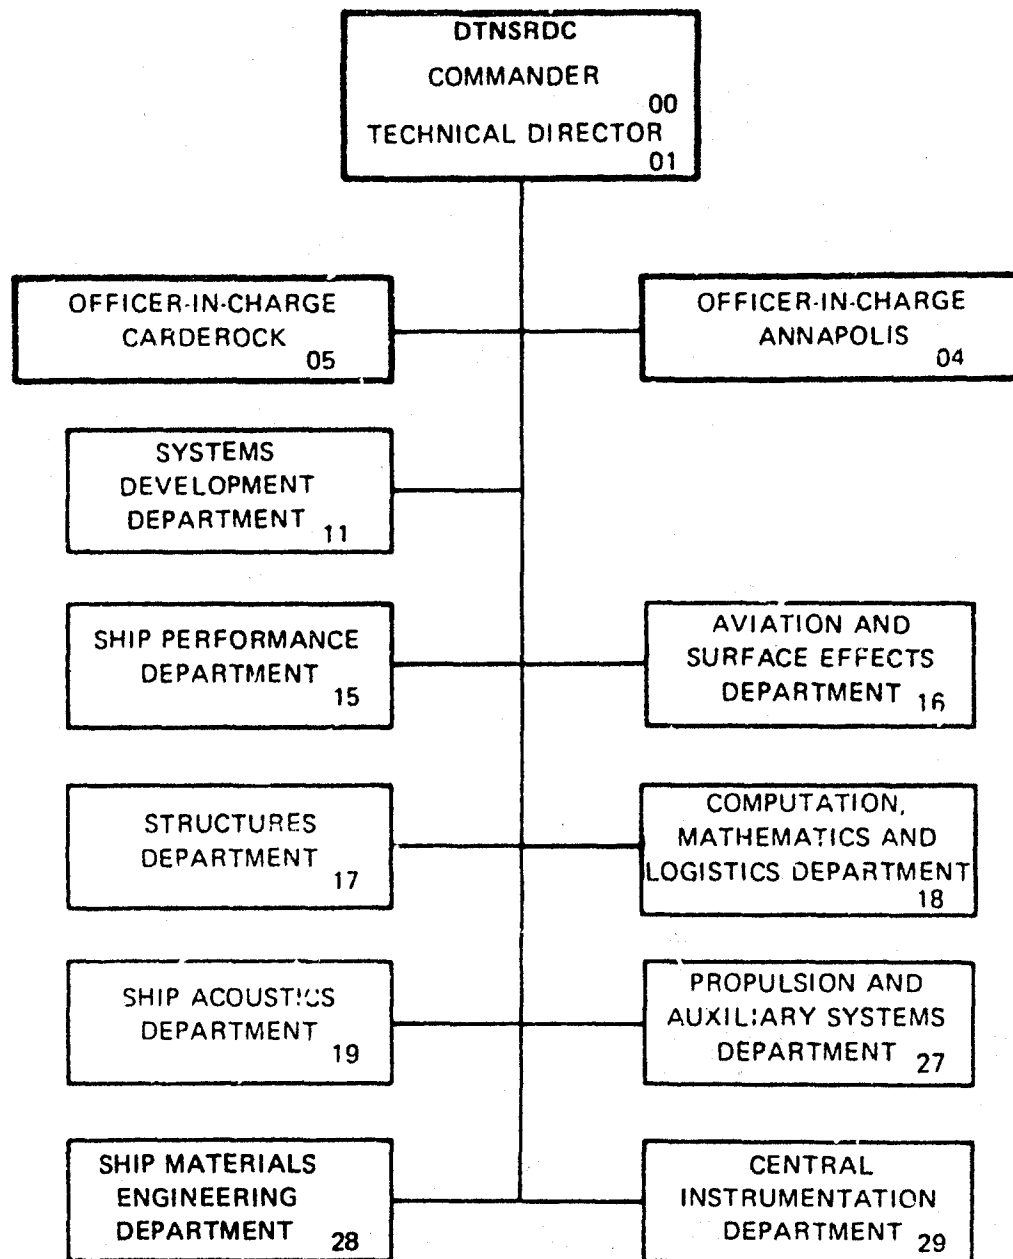 DTNSRDC
COMMANDER
00
TECHNICAL DIRECTOR
01
OFFICER-IN-CHARGE
CARDEROCK
05
OFFICER-IN-CHARGE
ANNAPOLIS
04
SYSTEMS
DEVELOPMENT
DEPARTMENT
11
SHIP PERFORMANCE
DEPARTMENT
15
AVIATION AND
SURFACE EFFECTS
DEPARTMENT
16
STRUCTURES
DEPARTMENT
17
COMPUTATION,
MATHEMATICS AND
LOGISTICS DEPARTMENT
18
SHIP ACOUSTICS
DEPARTMENT
19
PROPULSION AND
AUXILIARY SYSTEMS
DEPARTMENT
27
SHIP MATERIALS
ENGINEERING
DEPARTMENT
28
CENTRAL
INSTRUMENTATION
DEPARTMENT
29